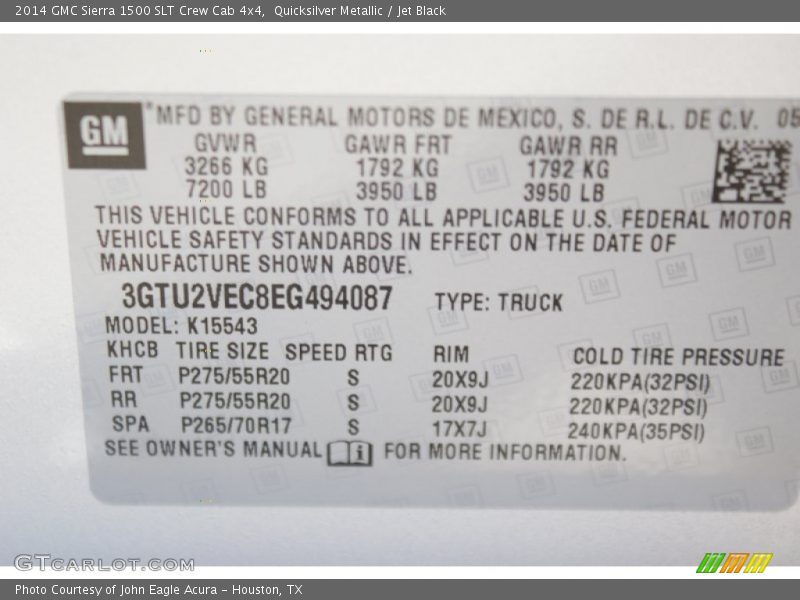 2014 GMC Sierra 1500 SLT Crew Cab 4x4,  Quicksilver Metallic / Jet Black
GM
*MFD BY GENERAL MOTORS DE MEXICO, S. DE R.L. DE C.V. 05
GVWR GAWR FRT GAWR RR
3266 KG 1792 KG 1792 KG
7200 LB 3950 LB 3950 LB
THIS VEHICLE CONFORMS TO ALL APPLICABLE U.S. FEDERAL MOTOR
VEHICLE SAFETY STANDARDS IN EFFECT ON THE DATE OF
MANUFACTURE SHOWN ABOVE.
3GTU2VEC8EG494087 TYPE: TRUCK
MODEL: K15543
KHCB TIRE SIZE SPEED RTG RIM COLD TIRE PRESSURE
FRT P275/55R20 S 20X9J 220KPA(32PSI)
RR P275/55R20 S 20X9J 220KPA(32PSI)
SPA P265/70R17 S 17X7J 240KPA(35PSI)
SEE OWNER'S MANUAL FOR MORE INFORMATION.
GTCARLOT.COM
Photo Courtesy of John Eagle Acura - Houston, TX